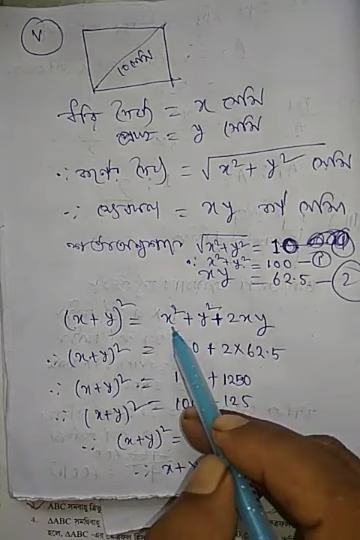 V
10 সেমি
ধরি দৈর্ঘ্য = x সেমি
প্রস্থ = y সেমি
∴ কর্ণের দৈর্ঘ্য = √x²+y² সেমি
∴ ক্ষেত্রফল = xy বর্গ সেমি
শর্তানুসারে √x²+y² = 10
∴ x²+y² = 100 — ①
xy = 62.5 — ②
(x+y)² = x²+y²+2xy
∴ (x+y)² = 0 + 2×62.5
∴ (x+y)² = 1 + 1250
∴ (x+y)² = 10 125
∴ (x+y)² =
∴ x+y
ABC সমবাহু ত্রিভু
4. ΔABC সমদ্বিবাহু
হলে, ΔABC -এর